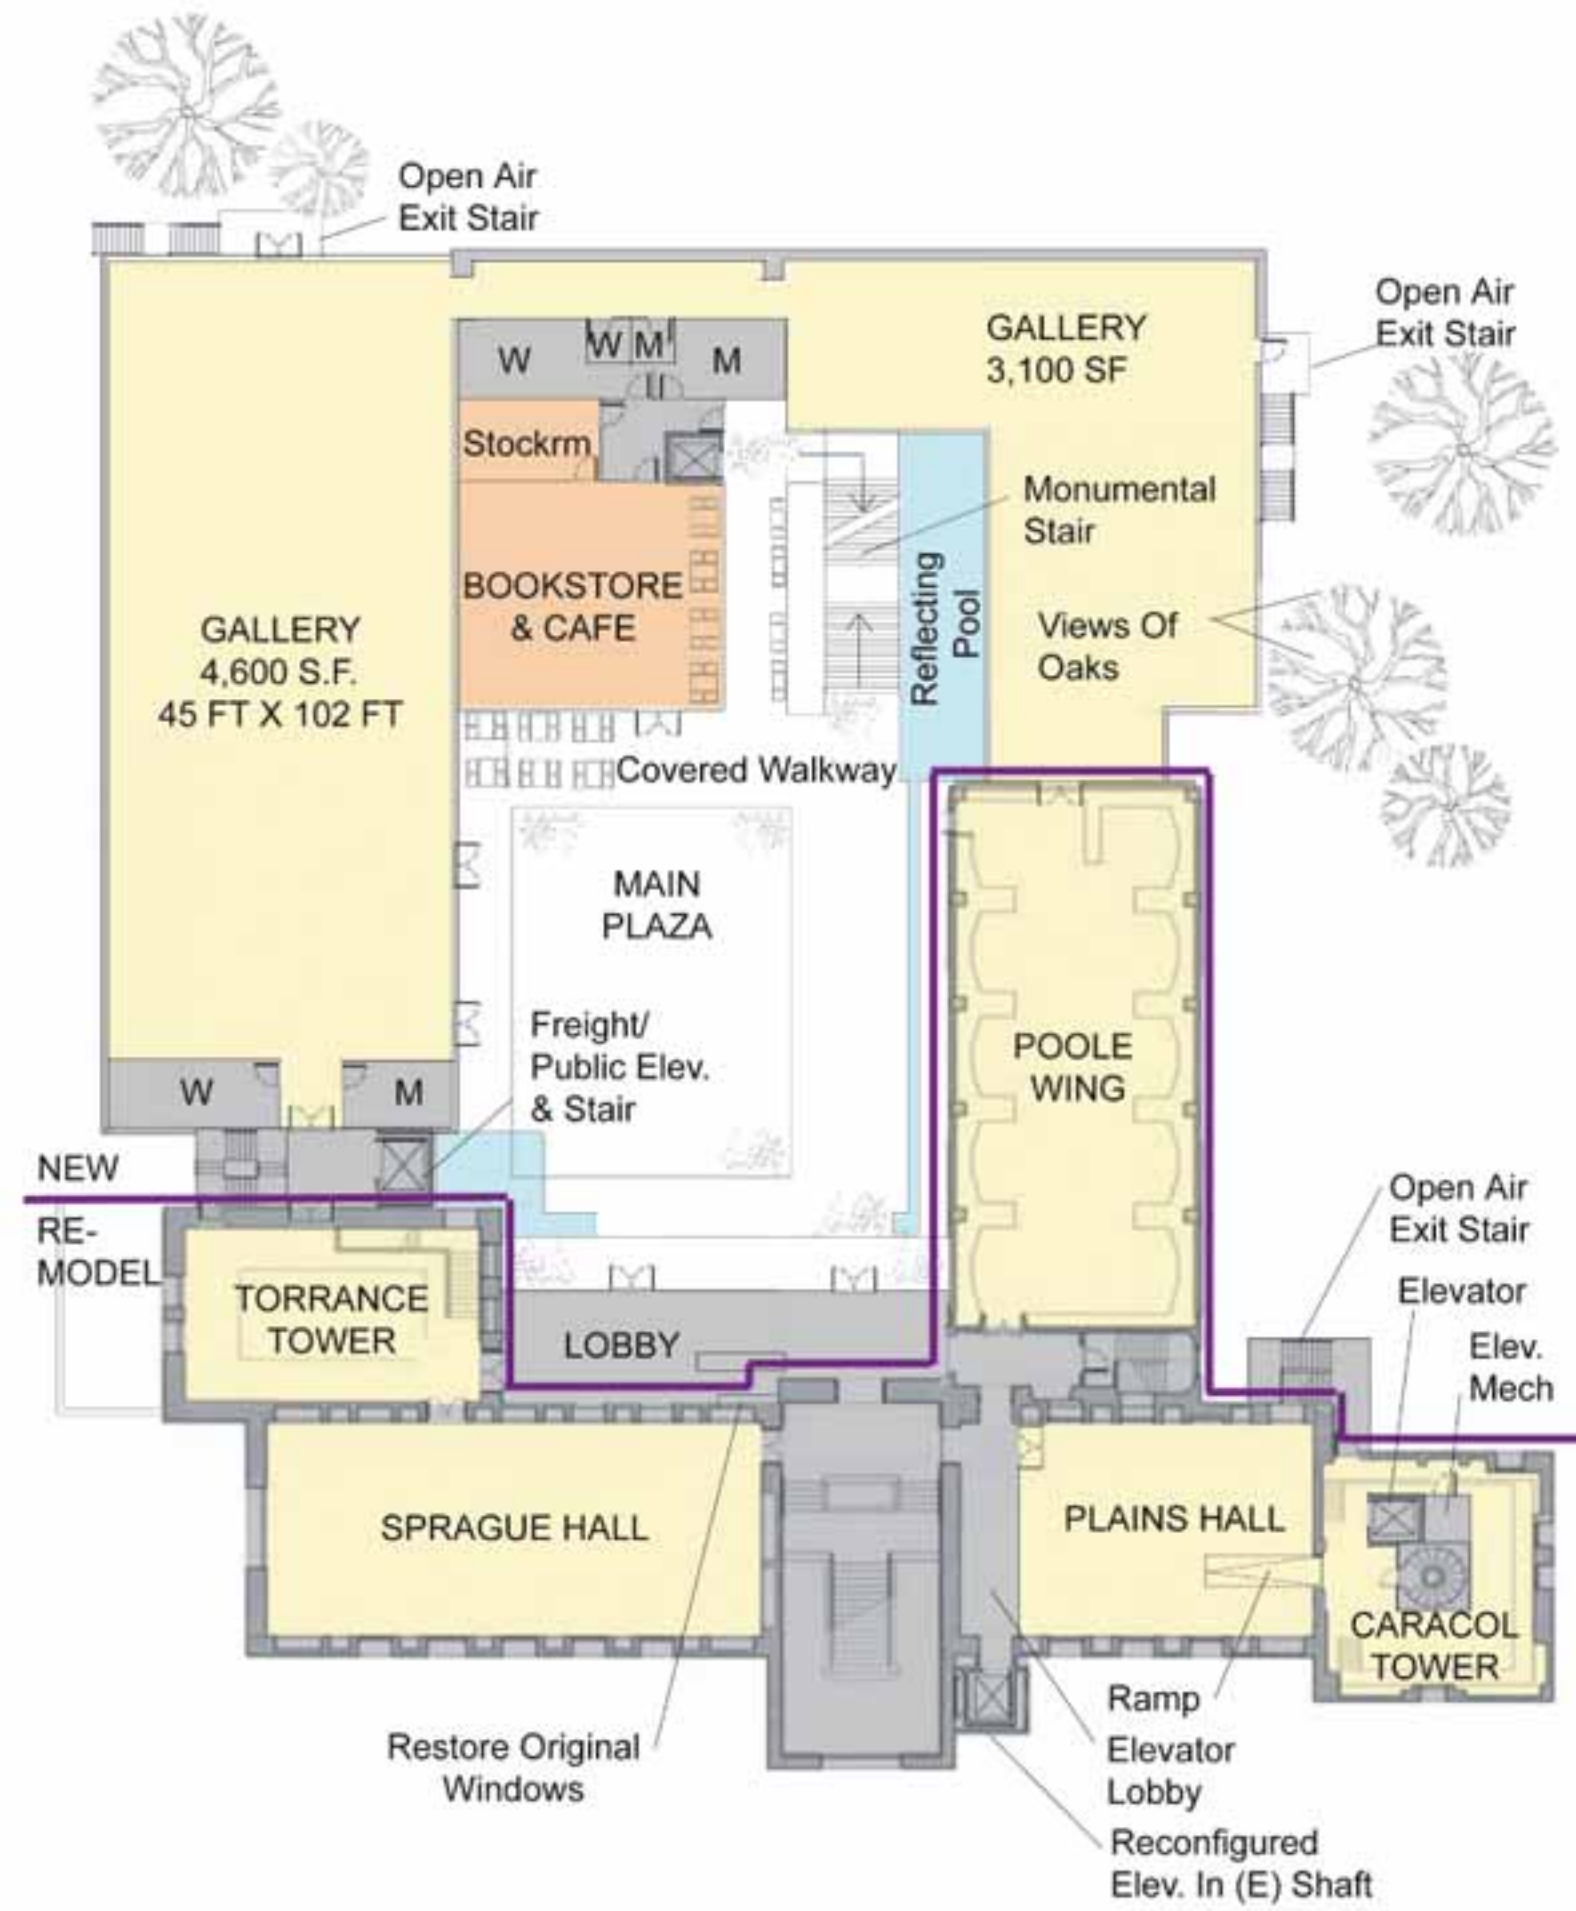 Open Air
Exit Stair
Open Air
Exit Stair
GALLERY
3,100 SF
W
W
M
M
Stockrm
Monumental
Stair
BOOKSTORE
& CAFE
Reflecting
Pool
GALLERY
4,600 S.F.
45 FT X 102 FT
Views Of
Oaks
Covered Walkway
MAIN
PLAZA
Freight/
Public Elev.
& Stair
POOLE
WING
W
M
NEW
RE-
MODEL
Open Air
Exit Stair
Elevator
Elev.
Mech
TORRANCE
TOWER
LOBBY
SPRAGUE HALL
PLAINS HALL
CARACOL
TOWER
Ramp
Restore Original
Windows
Elevator
Lobby
Reconfigured
Elev. In (E) Shaft